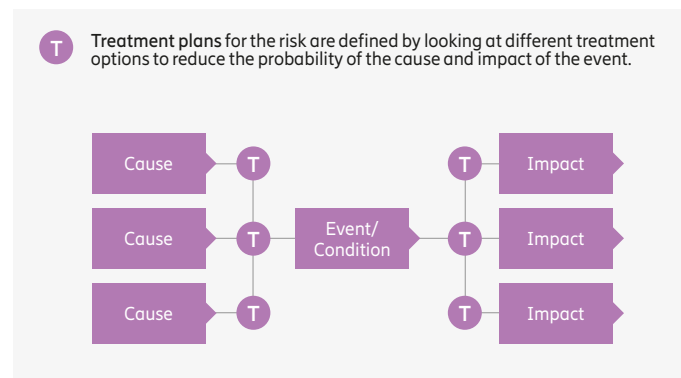 T
Treatment plans for the risk are defined by looking at different treatment
options to reduce the probability of the cause and impact of the event.
Cause
T
T
Impact
Cause
T
Event/
Condition
T
Impact
Cause
T
T
Impact